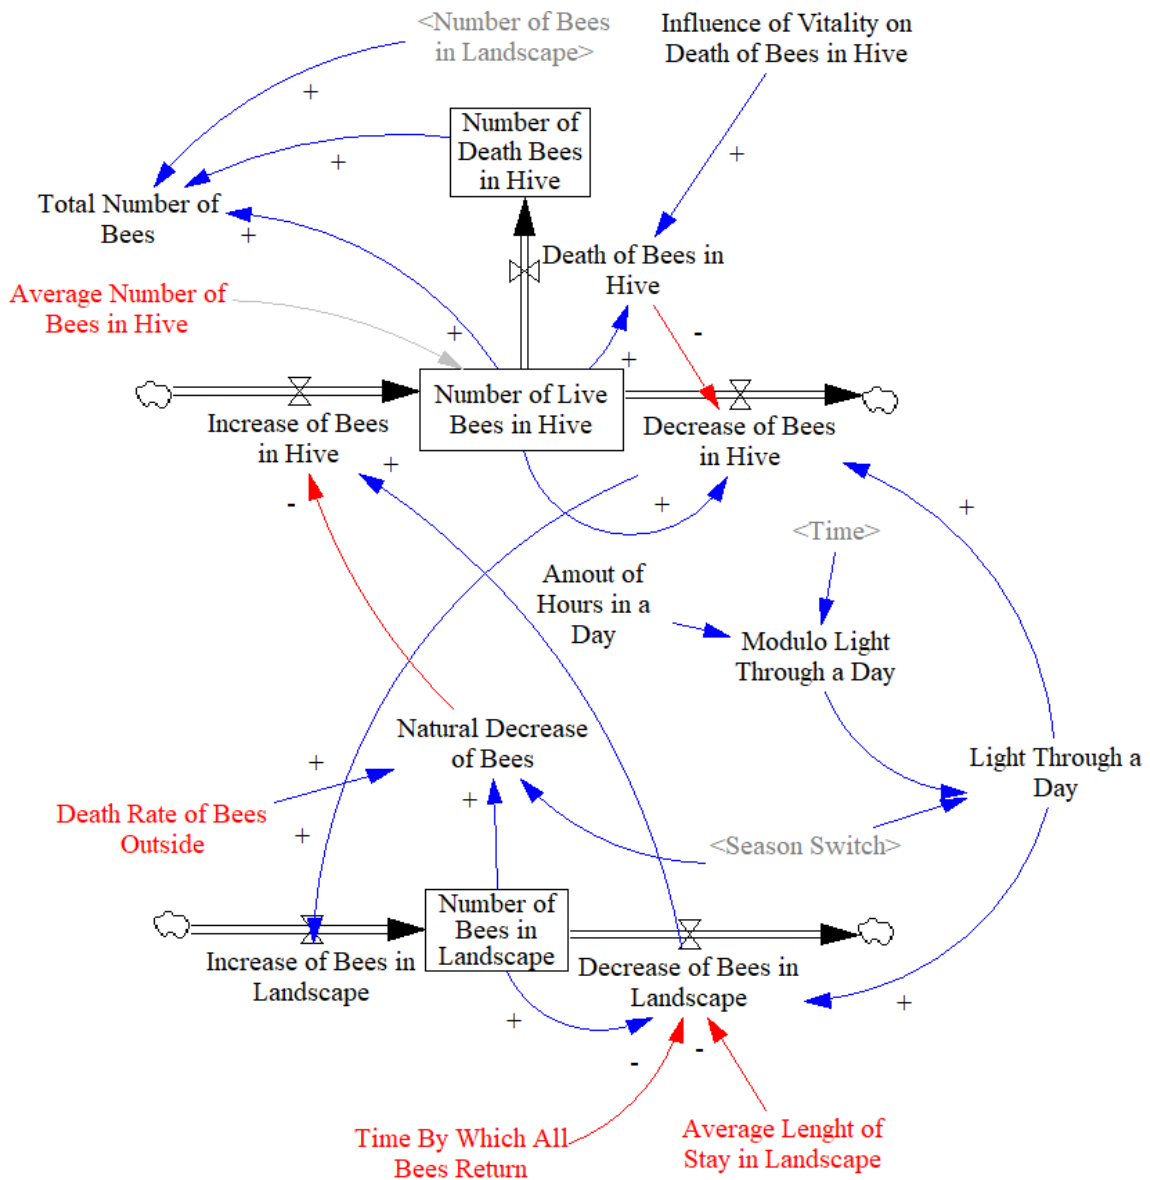 <Number of Bees
in Landscape>
Influence of Vitality on
Death of Bees in Hive
+
Number of
Death Bees
in Hive
+
+
Total Number of
Bees
+
Death of Bees in
Hive
Average Number of
Bees in Hive
+
-
+
Number of Live
Bees in Hive
Increase of Bees
in Hive
Decrease of Bees
in Hive
+
-
+
+
<Time>
Amout of
Hours in a
Day
Modulo Light
Through a Day
Natural Decrease
of Bees
Light Through a
Day
+
+
Death Rate of Bees
Outside
+
<Season Switch>
Number of
Bees in
Landscape
Increase of Bees in
Landscape
Decrease of Bees in
Landscape
+
+
-
-
Time By Which All
Bees Return
Average Lenght of
Stay in Landscape